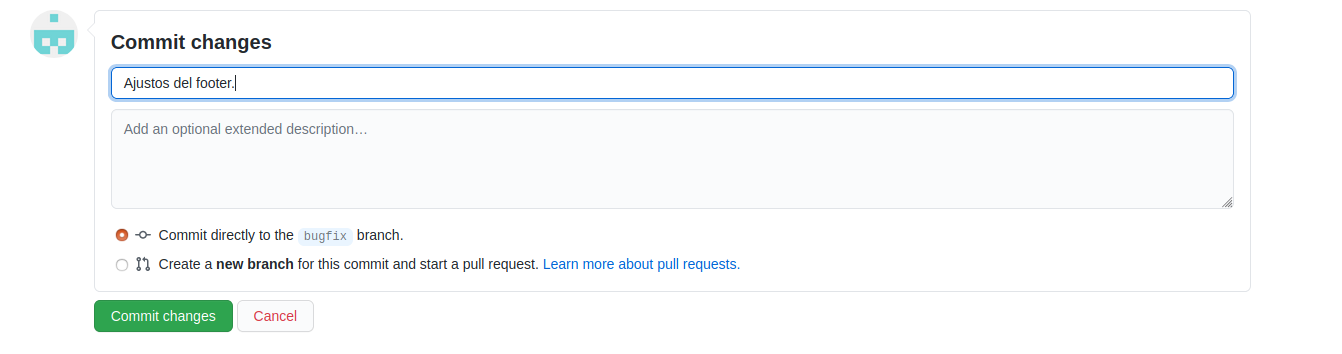 Commit changes
Ajustos del footer.
Add an optional extended description…
Commit directly to the bugfix branch.
Create a new branch for this commit and start a pull request. Learn more about pull requests.
Commit changes Cancel